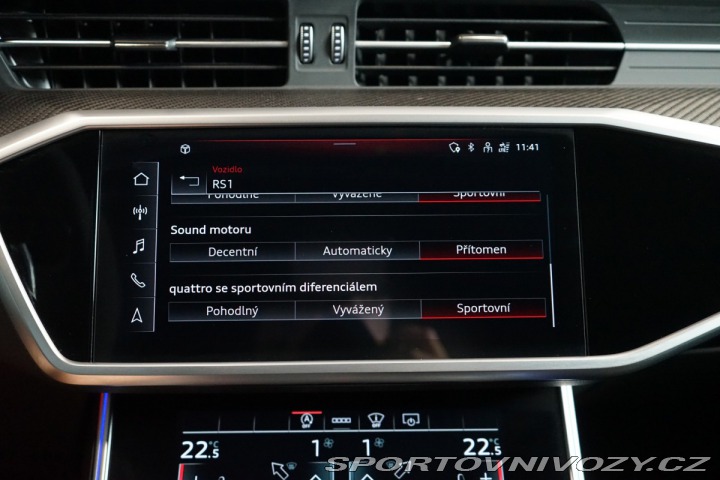 11:41
Vozidlo
RS1
Pohodlné Vyvážené Sportovní
Sound motoru
Decentní Automaticky Přítomen
quattro se sportovním diferenciálem
Pohodlný Vyvážený Sportovní
OFF
22.5°C 1 1 22.5°C
SPORTOVNIVOZY.CZ